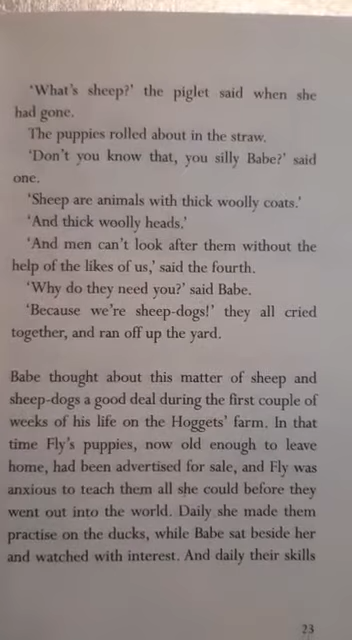 ‘What’s sheep?’ the piglet said when she
had gone.
The puppies rolled about in the straw.
‘Don’t you know that, you silly Babe?’ said
one.
‘Sheep are animals with thick woolly coats.’
‘And thick woolly heads.’
‘And men can’t look after them without the
help of the likes of us,’ said the fourth.
‘Why do they need you?’ said Babe.
‘Because we’re sheep-dogs!’ they all cried
together, and ran off up the yard.
Babe thought about this matter of sheep and
sheep-dogs a good deal during the first couple of
weeks of his life on the Hoggets’ farm. In that
time Fly’s puppies, now old enough to leave
home, had been advertised for sale, and Fly was
anxious to teach them all she could before they
went out into the world. Daily she made them
practise on the ducks, while Babe sat beside her
and watched with interest. And daily their skills
23